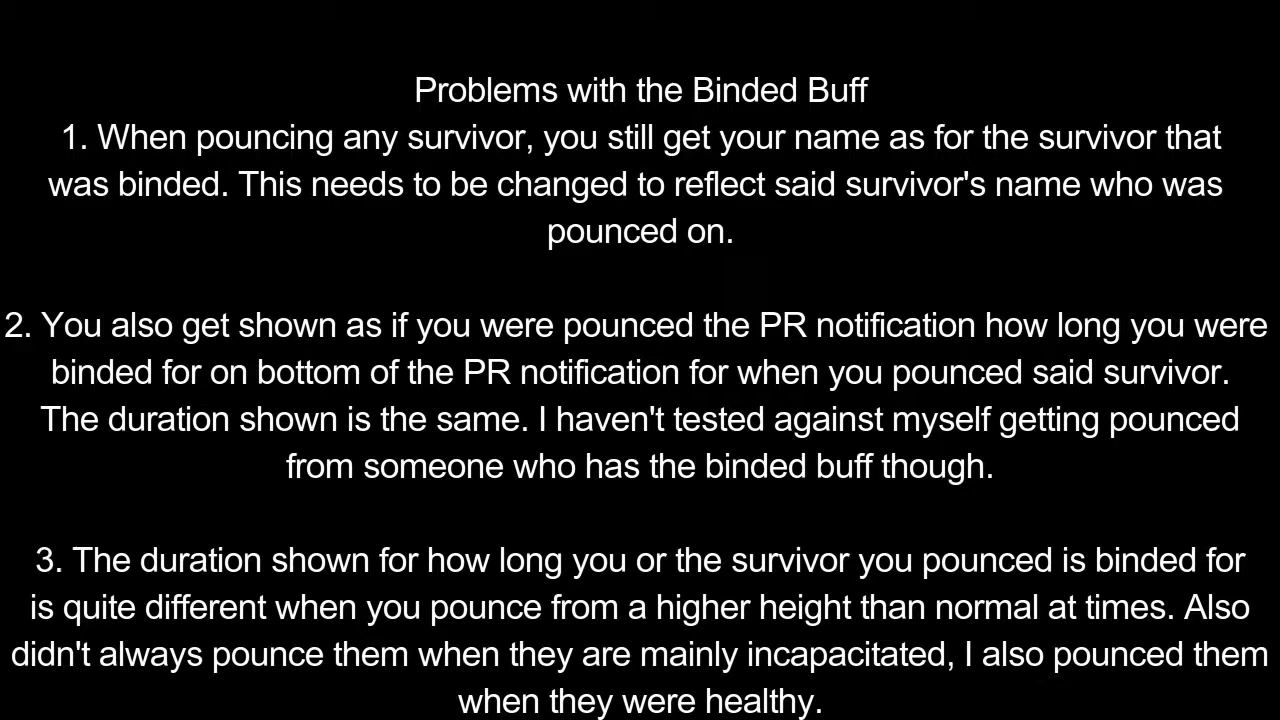 Problems with the Binded Buff
1. When pouncing any survivor, you still get your name as for the survivor that
was binded. This needs to be changed to reflect said survivor's name who was
pounced on.
2. You also get shown as if you were pounced the PR notification how long you were
binded for on bottom of the PR notification for when you pounced said survivor.
The duration shown is the same. I haven't tested against myself getting pounced
from someone who has the binded buff though.
3. The duration shown for how long you or the survivor you pounced is binded for
is quite different when you pounce from a higher height than normal at times. Also
didn't always pounce them when they are mainly incapacitated, I also pounced them
when they were healthy.